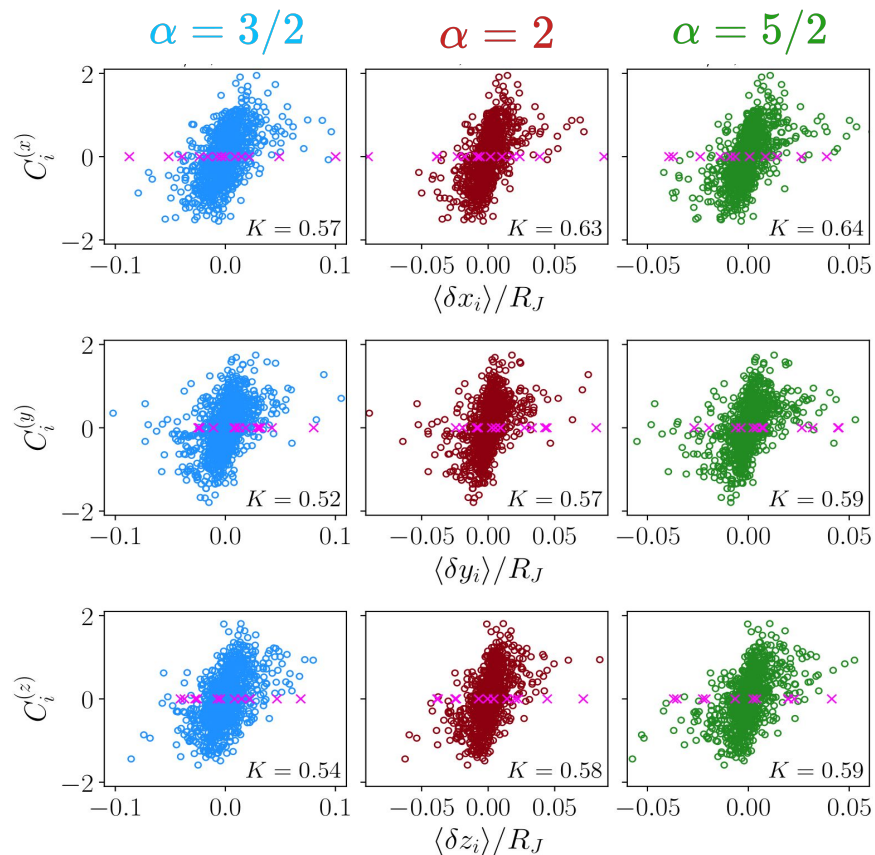 α = 3/2 α = 2 α = 5/2
2
0
−2
C_i^{(x)}
K = 0.57 K = 0.63 K = 0.64
−0.1 0.0 0.1 −0.05 0.00 0.05 −0.05 0.00 0.05
⟨δx_i⟩/R_J
2
0
−2
C_i^{(y)}
K = 0.52 K = 0.57 K = 0.59
−0.1 0.0 0.1 −0.05 0.00 0.05 −0.05 0.00 0.05
⟨δy_i⟩/R_J
2
0
−2
C_i^{(z)}
K = 0.54 K = 0.58 K = 0.59
−0.1 0.0 0.1 −0.05 0.00 0.05 −0.05 0.00 0.05
⟨δz_i⟩/R_J